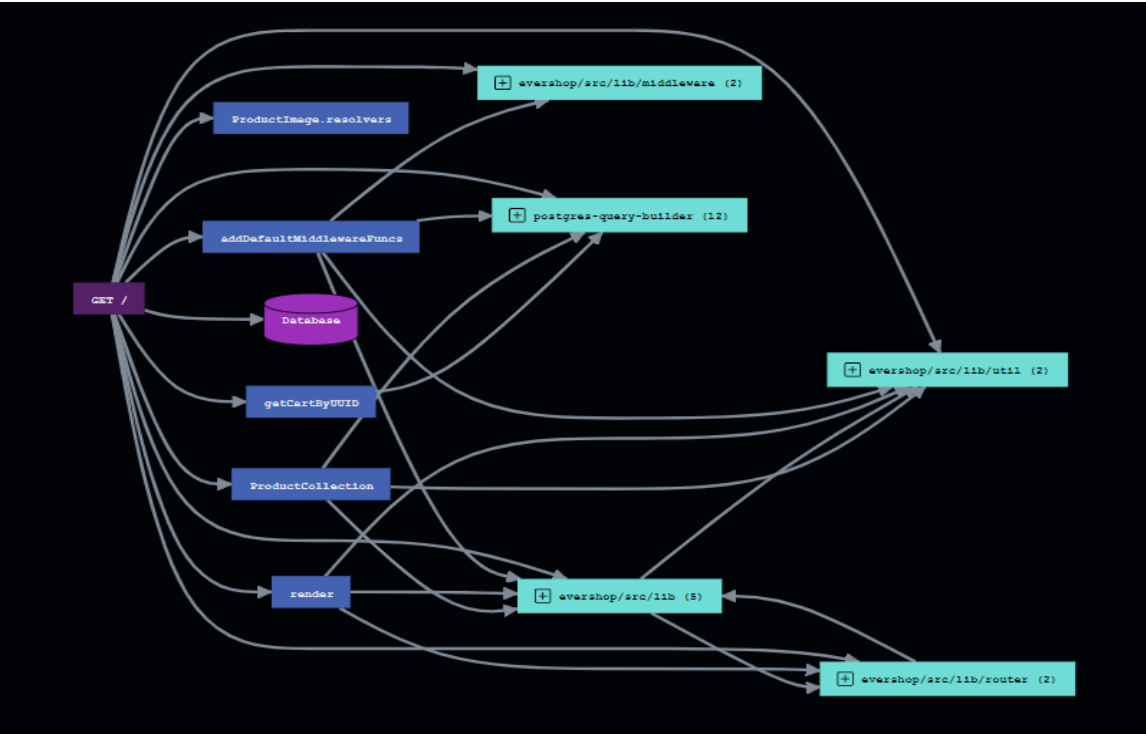 evershop/src/lib/middleware (2)
ProductImage.resolvers
postgres-query-builder (12)
addDefaultMiddlewareFuncs
GET /
Database
evershop/src/lib/util (2)
getCartByUUID
ProductCollection
render
evershop/src/lib (5)
evershop/src/lib/router (2)